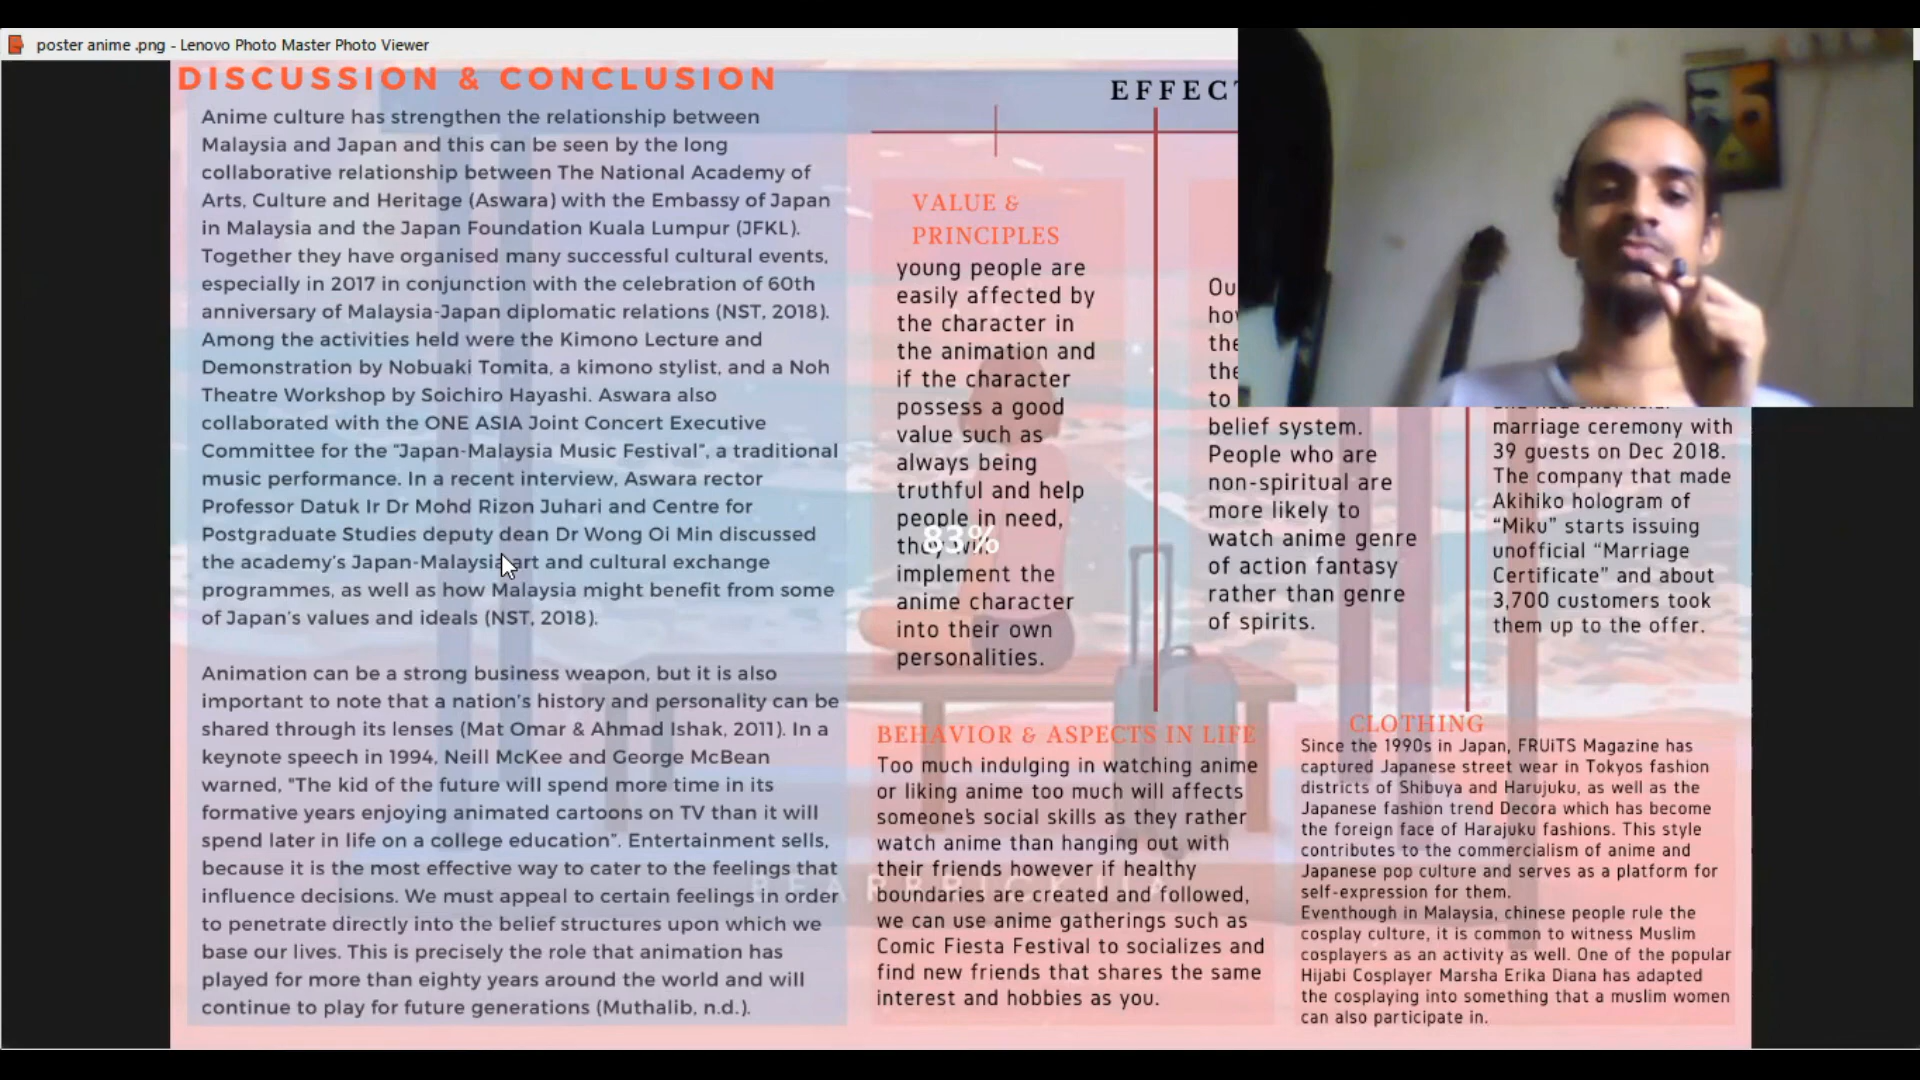 poster anime .png - Lenovo Photo Master Photo Viewer
DISCUSSION & CONCLUSION
Anime culture has strengthen the relationship between
Malaysia and Japan and this can be seen by the long
collaborative relationship between The National Academy of
Arts, Culture and Heritage (Aswara) with the Embassy of Japan
in Malaysia and the Japan Foundation Kuala Lumpur (JFKL).
Together they have organised many successful cultural events,
especially in 2017 in conjunction with the celebration of 60th
anniversary of Malaysia-Japan diplomatic relations (NST, 2018).
Among the activities held were the Kimono Lecture and
Demonstration by Nobuaki Tomita, a kimono stylist, and a Noh
Theatre Workshop by Soichiro Hayashi. Aswara also
collaborated with the ONE ASIA Joint Concert Executive
Committee for the “Japan-Malaysia Music Festival”, a traditional
music performance. In a recent interview, Aswara rector
Professor Datuk Ir Dr Mohd Rizon Juhari and Centre for
Postgraduate Studies deputy dean Dr Wong Oi Min discussed
the academy’s Japan-Malaysia art and cultural exchange
programmes, as well as how Malaysia might benefit from some
of Japan’s values and ideals (NST, 2018).
Animation can be a strong business weapon, but it is also
important to note that a nation’s history and personality can be
shared through its lenses (Mat Omar & Ahmad Ishak, 2011). In a
keynote speech in 1994, Neill McKee and George McBean
warned, "The kid of the future will spend more time in its
formative years enjoying animated cartoons on TV than it will
spend later in life on a college education”. Entertainment sells,
because it is the most effective way to cater to the feelings that
influence decisions. We must appeal to certain feelings in order
to penetrate directly into the belief structures upon which we
base our lives. This is precisely the role that animation has
played for more than eighty years around the world and will
continue to play for future generations (Muthalib, n.d.).
EFFECT
VALUE &
PRINCIPLES
young people are
easily affected by
the character in
the animation and
if the character
possess a good
value such as
always being
truthful and help
people in need,
they will
implement the
anime character
into their own
personalities.
83%
Ou
how
the
the
to
belief system.
People who are
non-spiritual are
more likely to
watch anime genre
of action fantasy
rather than genre
of spirits.
marriage ceremony with
39 guests on Dec 2018.
The company that made
Akihiko hologram of
“Miku” starts issuing
unofficial “Marriage
Certificate” and about
3,700 customers took
them up to the offer.
BEHAVIOR & ASPECTS IN LIFE
Too much indulging in watching anime
or liking anime too much will affects
someone's social skills as they rather
watch anime than hanging out with
their friends however if healthy
boundaries are created and followed,
we can use anime gatherings such as
Comic Fiesta Festival to socializes and
find new friends that shares the same
interest and hobbies as you.
CLOTHING
Since the 1990s in Japan, FRUiTS Magazine has
captured Japanese street wear in Tokyos fashion
districts of Shibuya and Harujuku, as well as the
Japanese fashion trend Decora which has become
the foreign face of Harajuku fashions. This style
contributes to the commercialism of anime and
Japanese pop culture and serves as a platform for
self-expression for them.
Eventhough in Malaysia, chinese people rule the
cosplay culture, it is common to witness Muslim
cosplayers as an activity as well. One of the popular
Hijabi Cosplayer Marsha Erika Diana has adapted
the cosplaying into something that a muslim women
can also participate in.